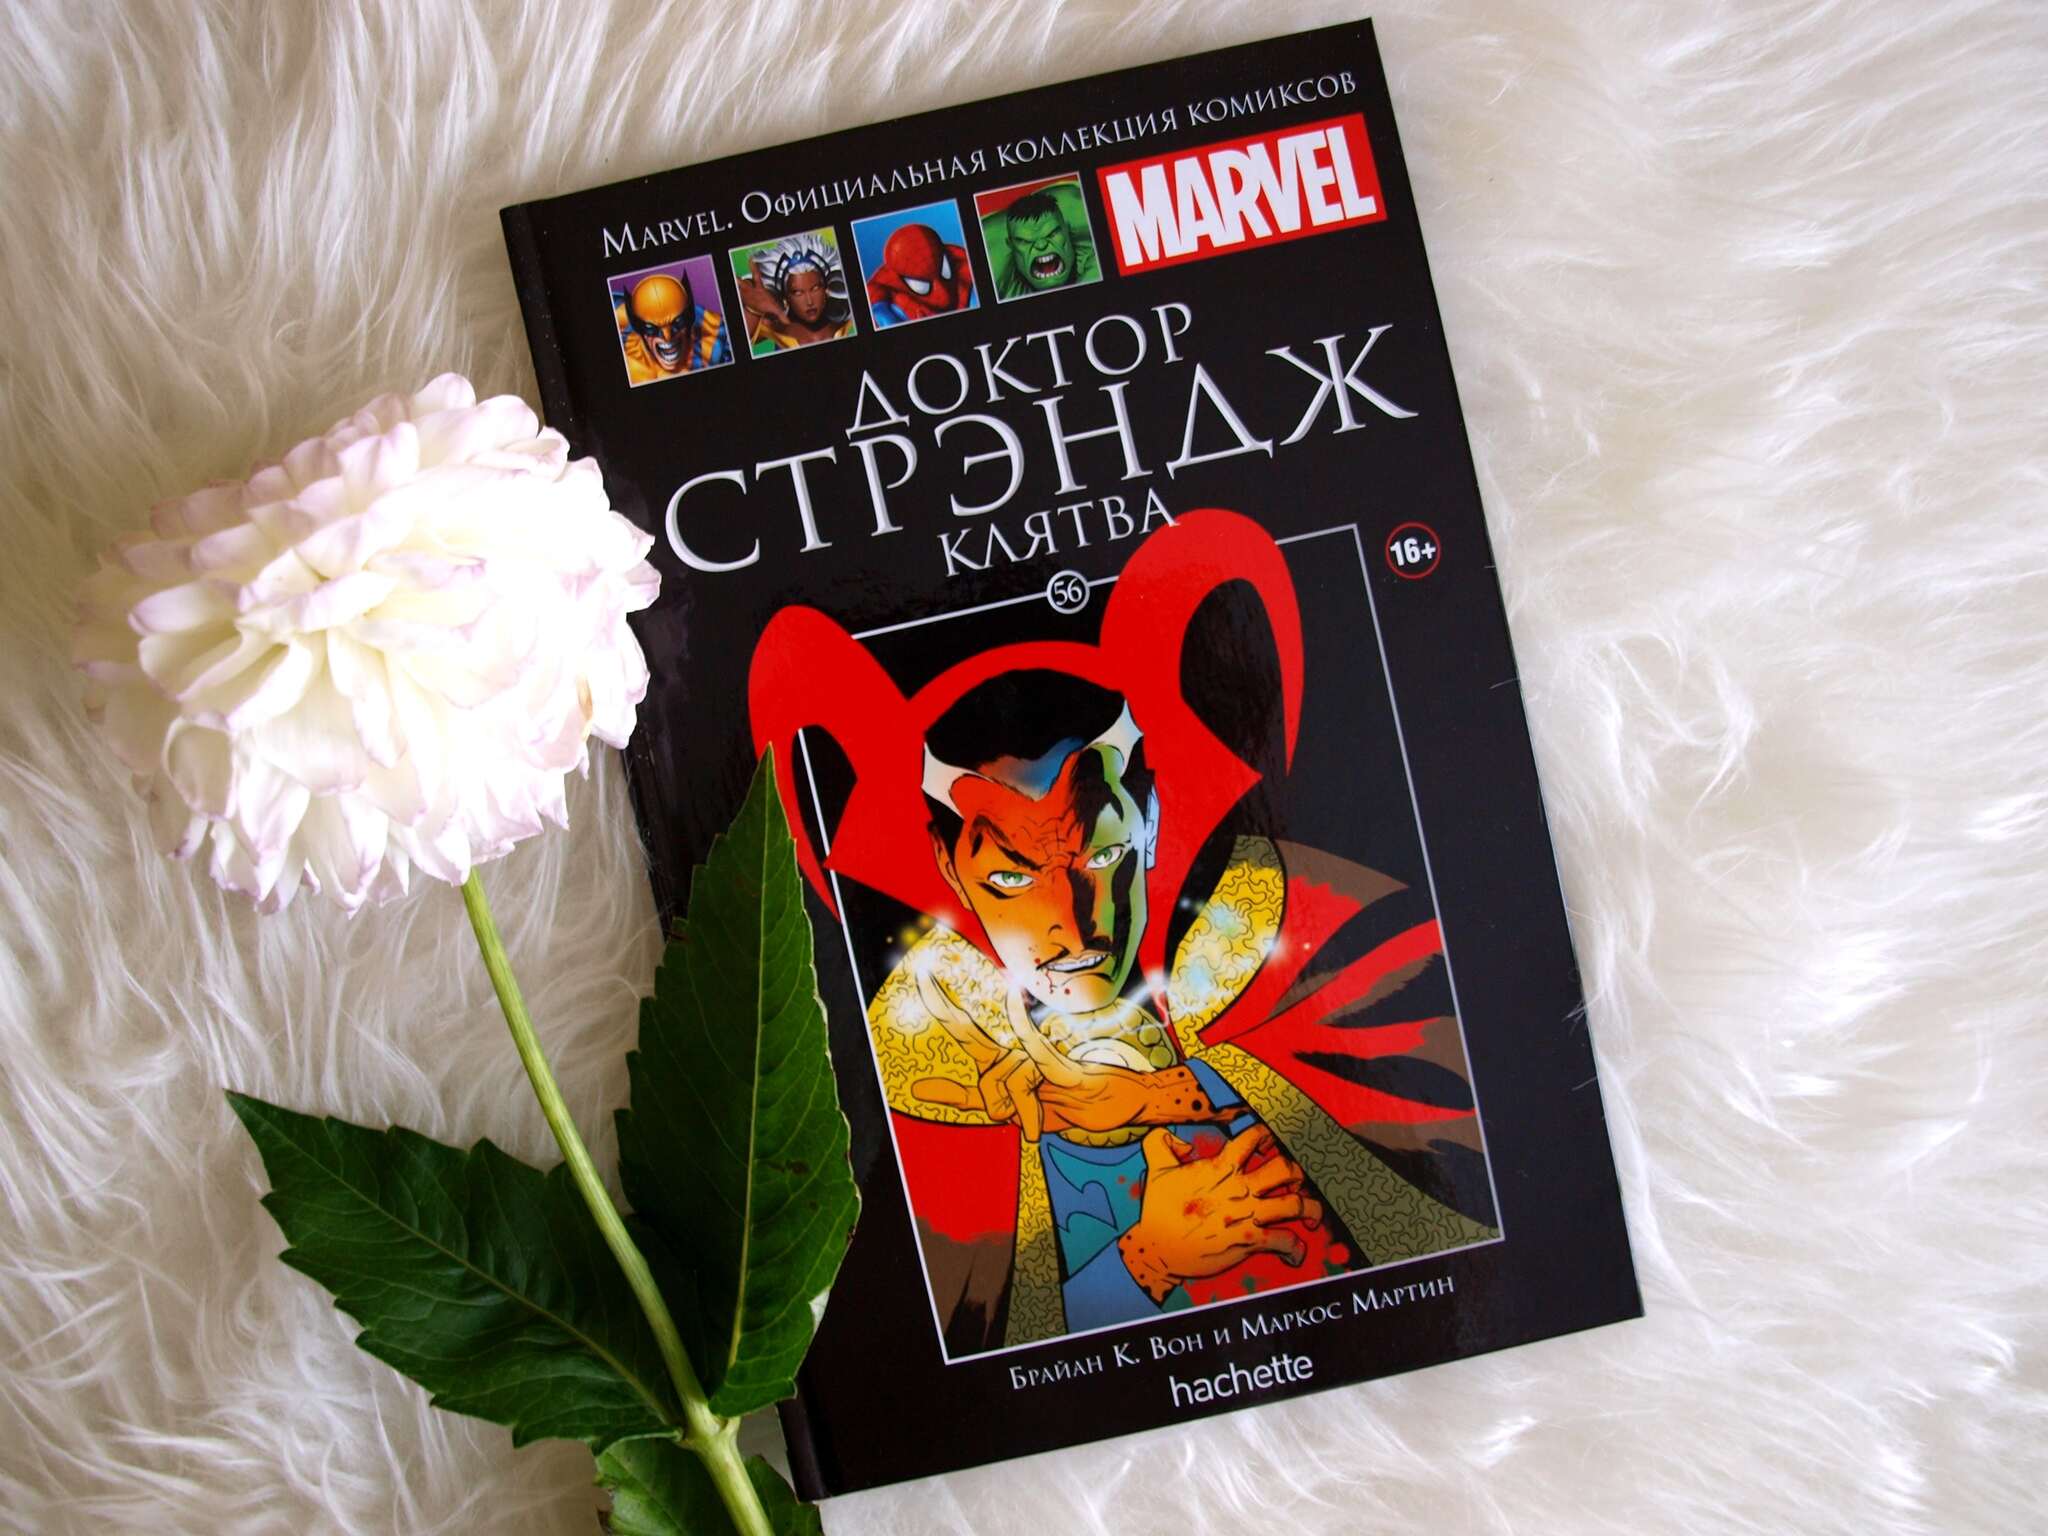 Marvel. Официальная коллекция комиксов
MARVEL
ДОКТОР
СТРЭНДЖ
КЛЯТВА
56
16+
Брайан К. Вон и Маркос Мартин
hachette